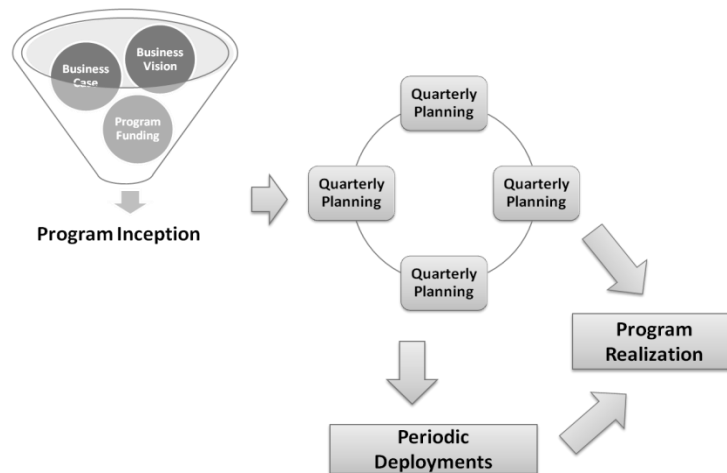 Business
Case
Business
Vision
Program
Funding
Program Inception
Quarterly
Planning
Quarterly
Planning
Quarterly
Planning
Quarterly
Planning
Program
Realization
Periodic
Deployments